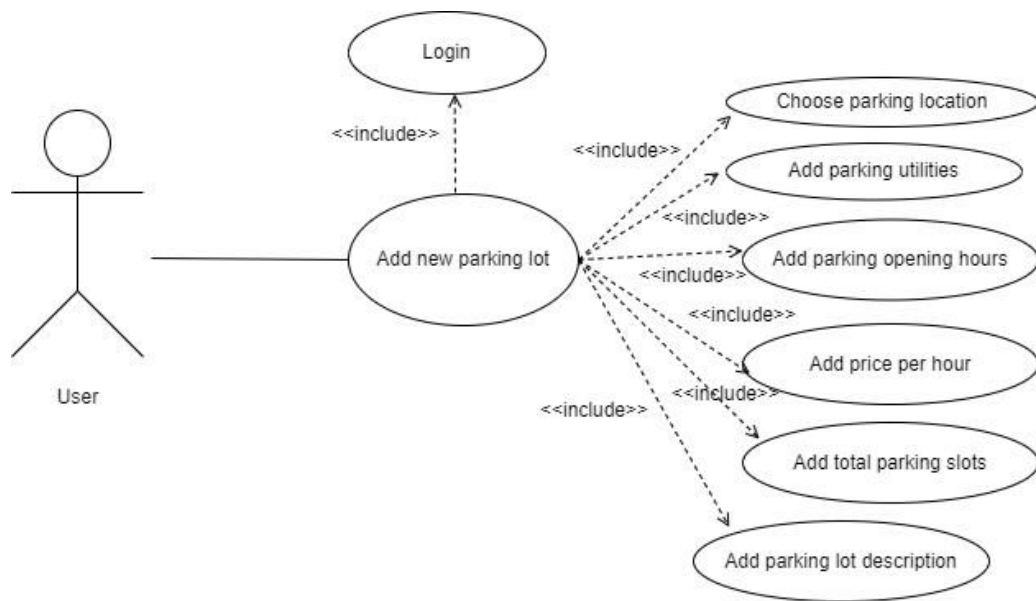 Login
<<include>>
Choose parking location
<<include>>
Add parking utilities
<<include>>
Add new parking lot
Add parking opening hours
<<include>>
<<include>>
Add price per hour
User
<<include>>
<<include>>
Add total parking slots
Add parking lot description